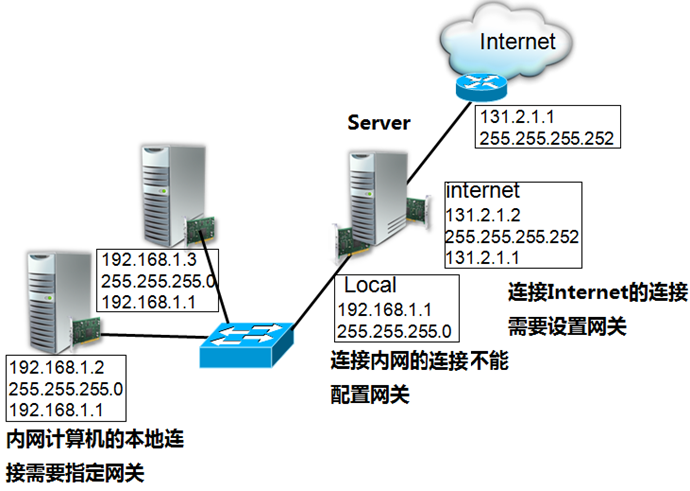 Internet
131.2.1.1
255.255.255.252
Server
internet
131.2.1.2
255.255.255.252
131.2.1.1
连接Internet的连接
需要设置网关
Local
192.168.1.1
255.255.255.0
连接内网的连接不能
配置网关
192.168.1.3
255.255.255.0
192.168.1.1
192.168.1.2
255.255.255.0
192.168.1.1
内网计算机的本地连
接需要指定网关